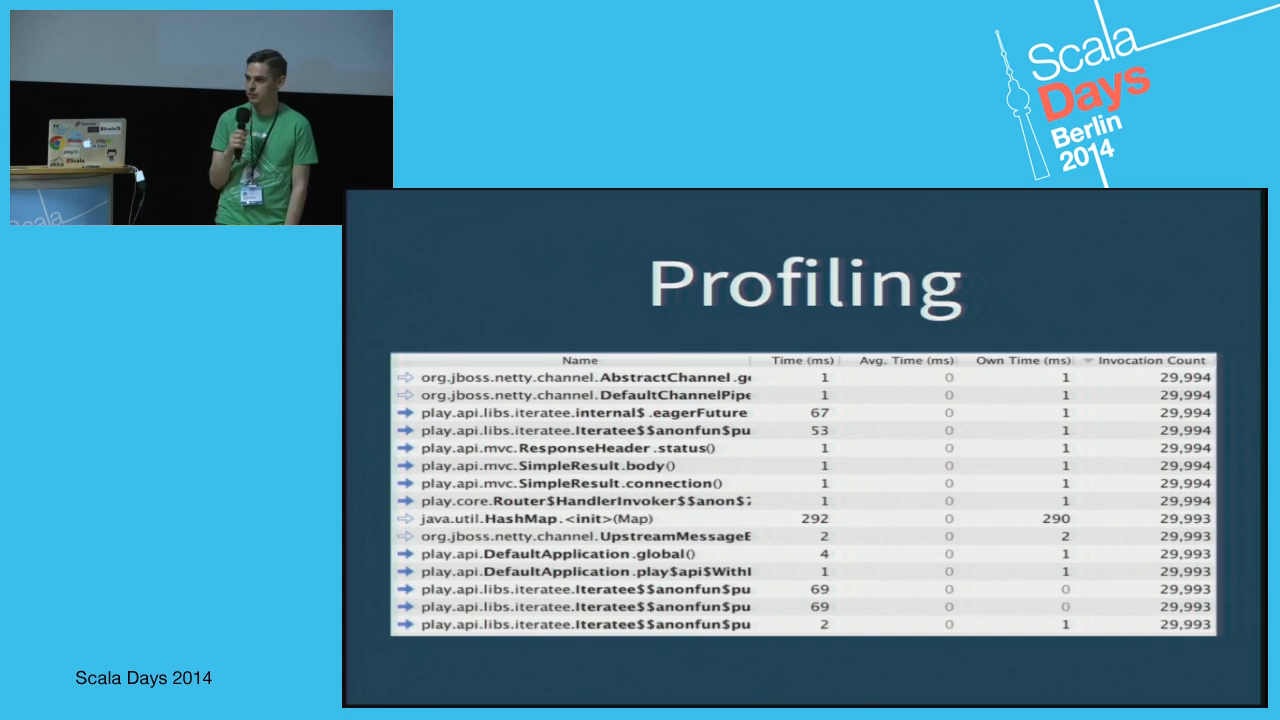 Scala
Days
Berlin
2014
Profiling
Name Time (ms) Avg. Time (ms) Own Time (ms) Invocation Count
org.jboss.netty.channel.AbstractChannel.ge 1 0 1 29,994
org.jboss.netty.channel.DefaultChannelPipe 1 0 1 29,994
play.api.libs.iteratee.internal$.eagerFuture 67 0 1 29,994
play.api.libs.iteratee.Iteratee$$anonfun$pu 53 0 1 29,994
play.api.mvc.ResponseHeader.status() 1 0 1 29,994
play.api.mvc.SimpleResult.body() 1 0 1 29,994
play.api.mvc.SimpleResult.connection() 1 0 1 29,994
play.core.Router$HandlerInvoker$$anon$7 1 0 1 29,994
java.util.HashMap.<init>(Map) 292 0 290 29,993
org.jboss.netty.channel.UpstreamMessageE 2 0 2 29,993
play.api.DefaultApplication.global() 4 0 1 29,993
play.api.DefaultApplication.play$api$WithI 1 0 1 29,993
play.api.libs.iteratee.Iteratee$$anonfun$pu 69 0 0 29,993
play.api.libs.iteratee.Iteratee$$anonfun$pu 69 0 0 29,993
play.api.libs.iteratee.Iteratee$$anonfun$pu 2 0 1 29,993
Scala Days 2014